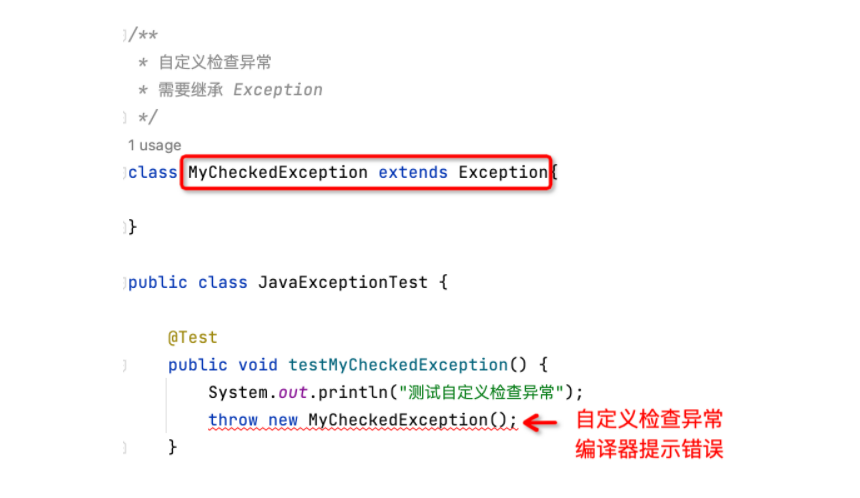 /**
* 自定义检查异常
* 需要继承 Exception
*/
1 usage
class MyCheckedException extends Exception{
}
public class JavaExceptionTest {
@Test
public void testMyCheckedException() {
System.out.println("测试自定义检查异常");
throw new MyCheckedException();
}
自定义检查异常
编译器提示错误